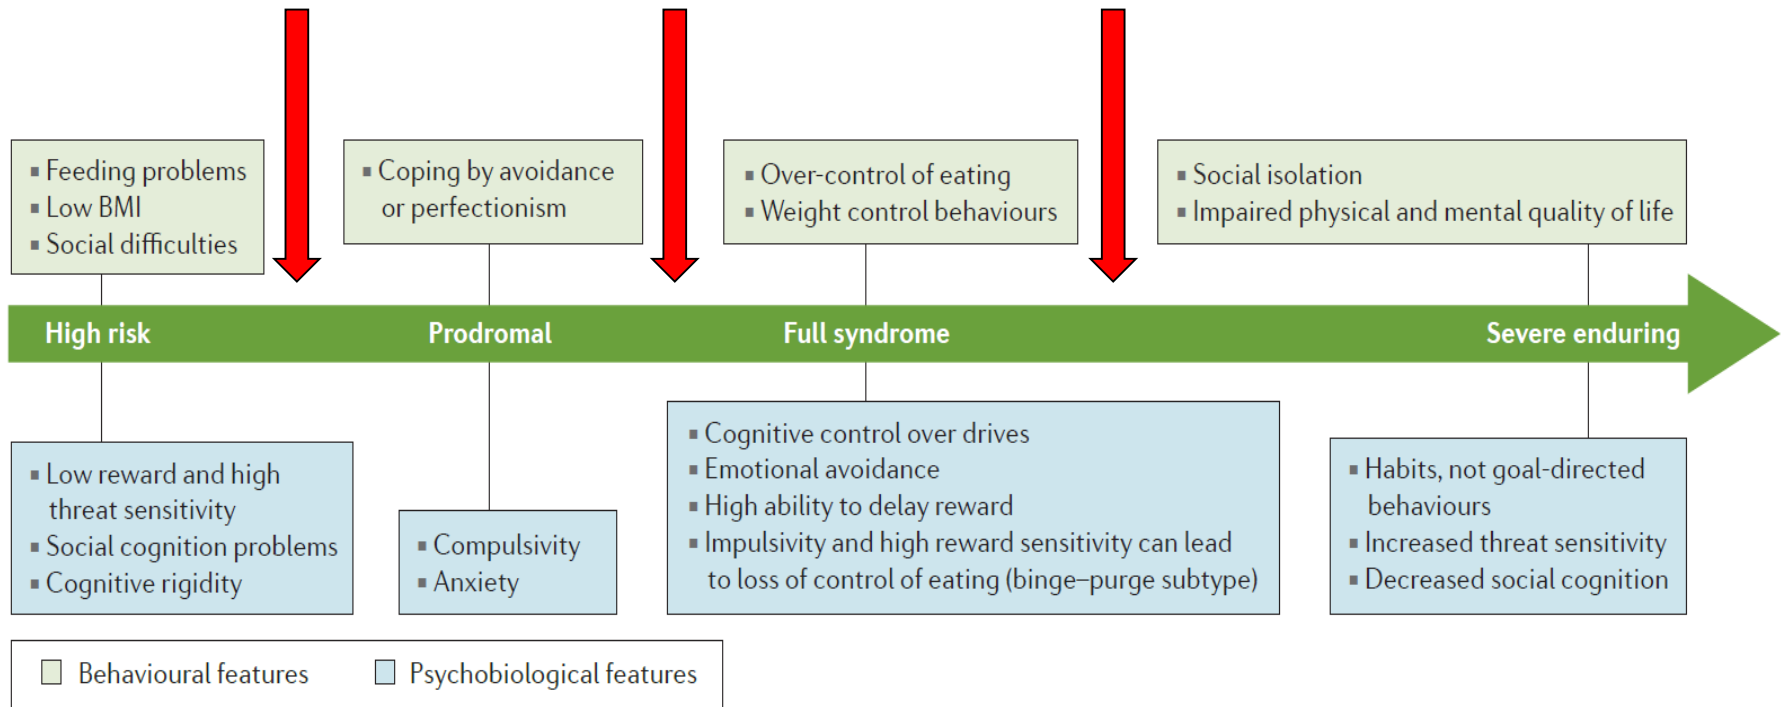 ▪ Feeding problems
▪ Low BMI
▪ Social difficulties
▪ Coping by avoidance
or perfectionism
▪ Over-control of eating
▪ Weight control behaviours
▪ Social isolation
▪ Impaired physical and mental quality of life
High risk
Prodromal
Full syndrome
Severe enduring
▪ Low reward and high
threat sensitivity
▪ Social cognition problems
▪ Cognitive rigidity
▪ Compulsivity
▪ Anxiety
▪ Cognitive control over drives
▪ Emotional avoidance
▪ High ability to delay reward
▪ Impulsivity and high reward sensitivity can lead
to loss of control of eating (binge–purge subtype)
▪ Habits, not goal-directed
behaviours
▪ Increased threat sensitivity
▪ Decreased social cognition
Behavioural features
Psychobiological features